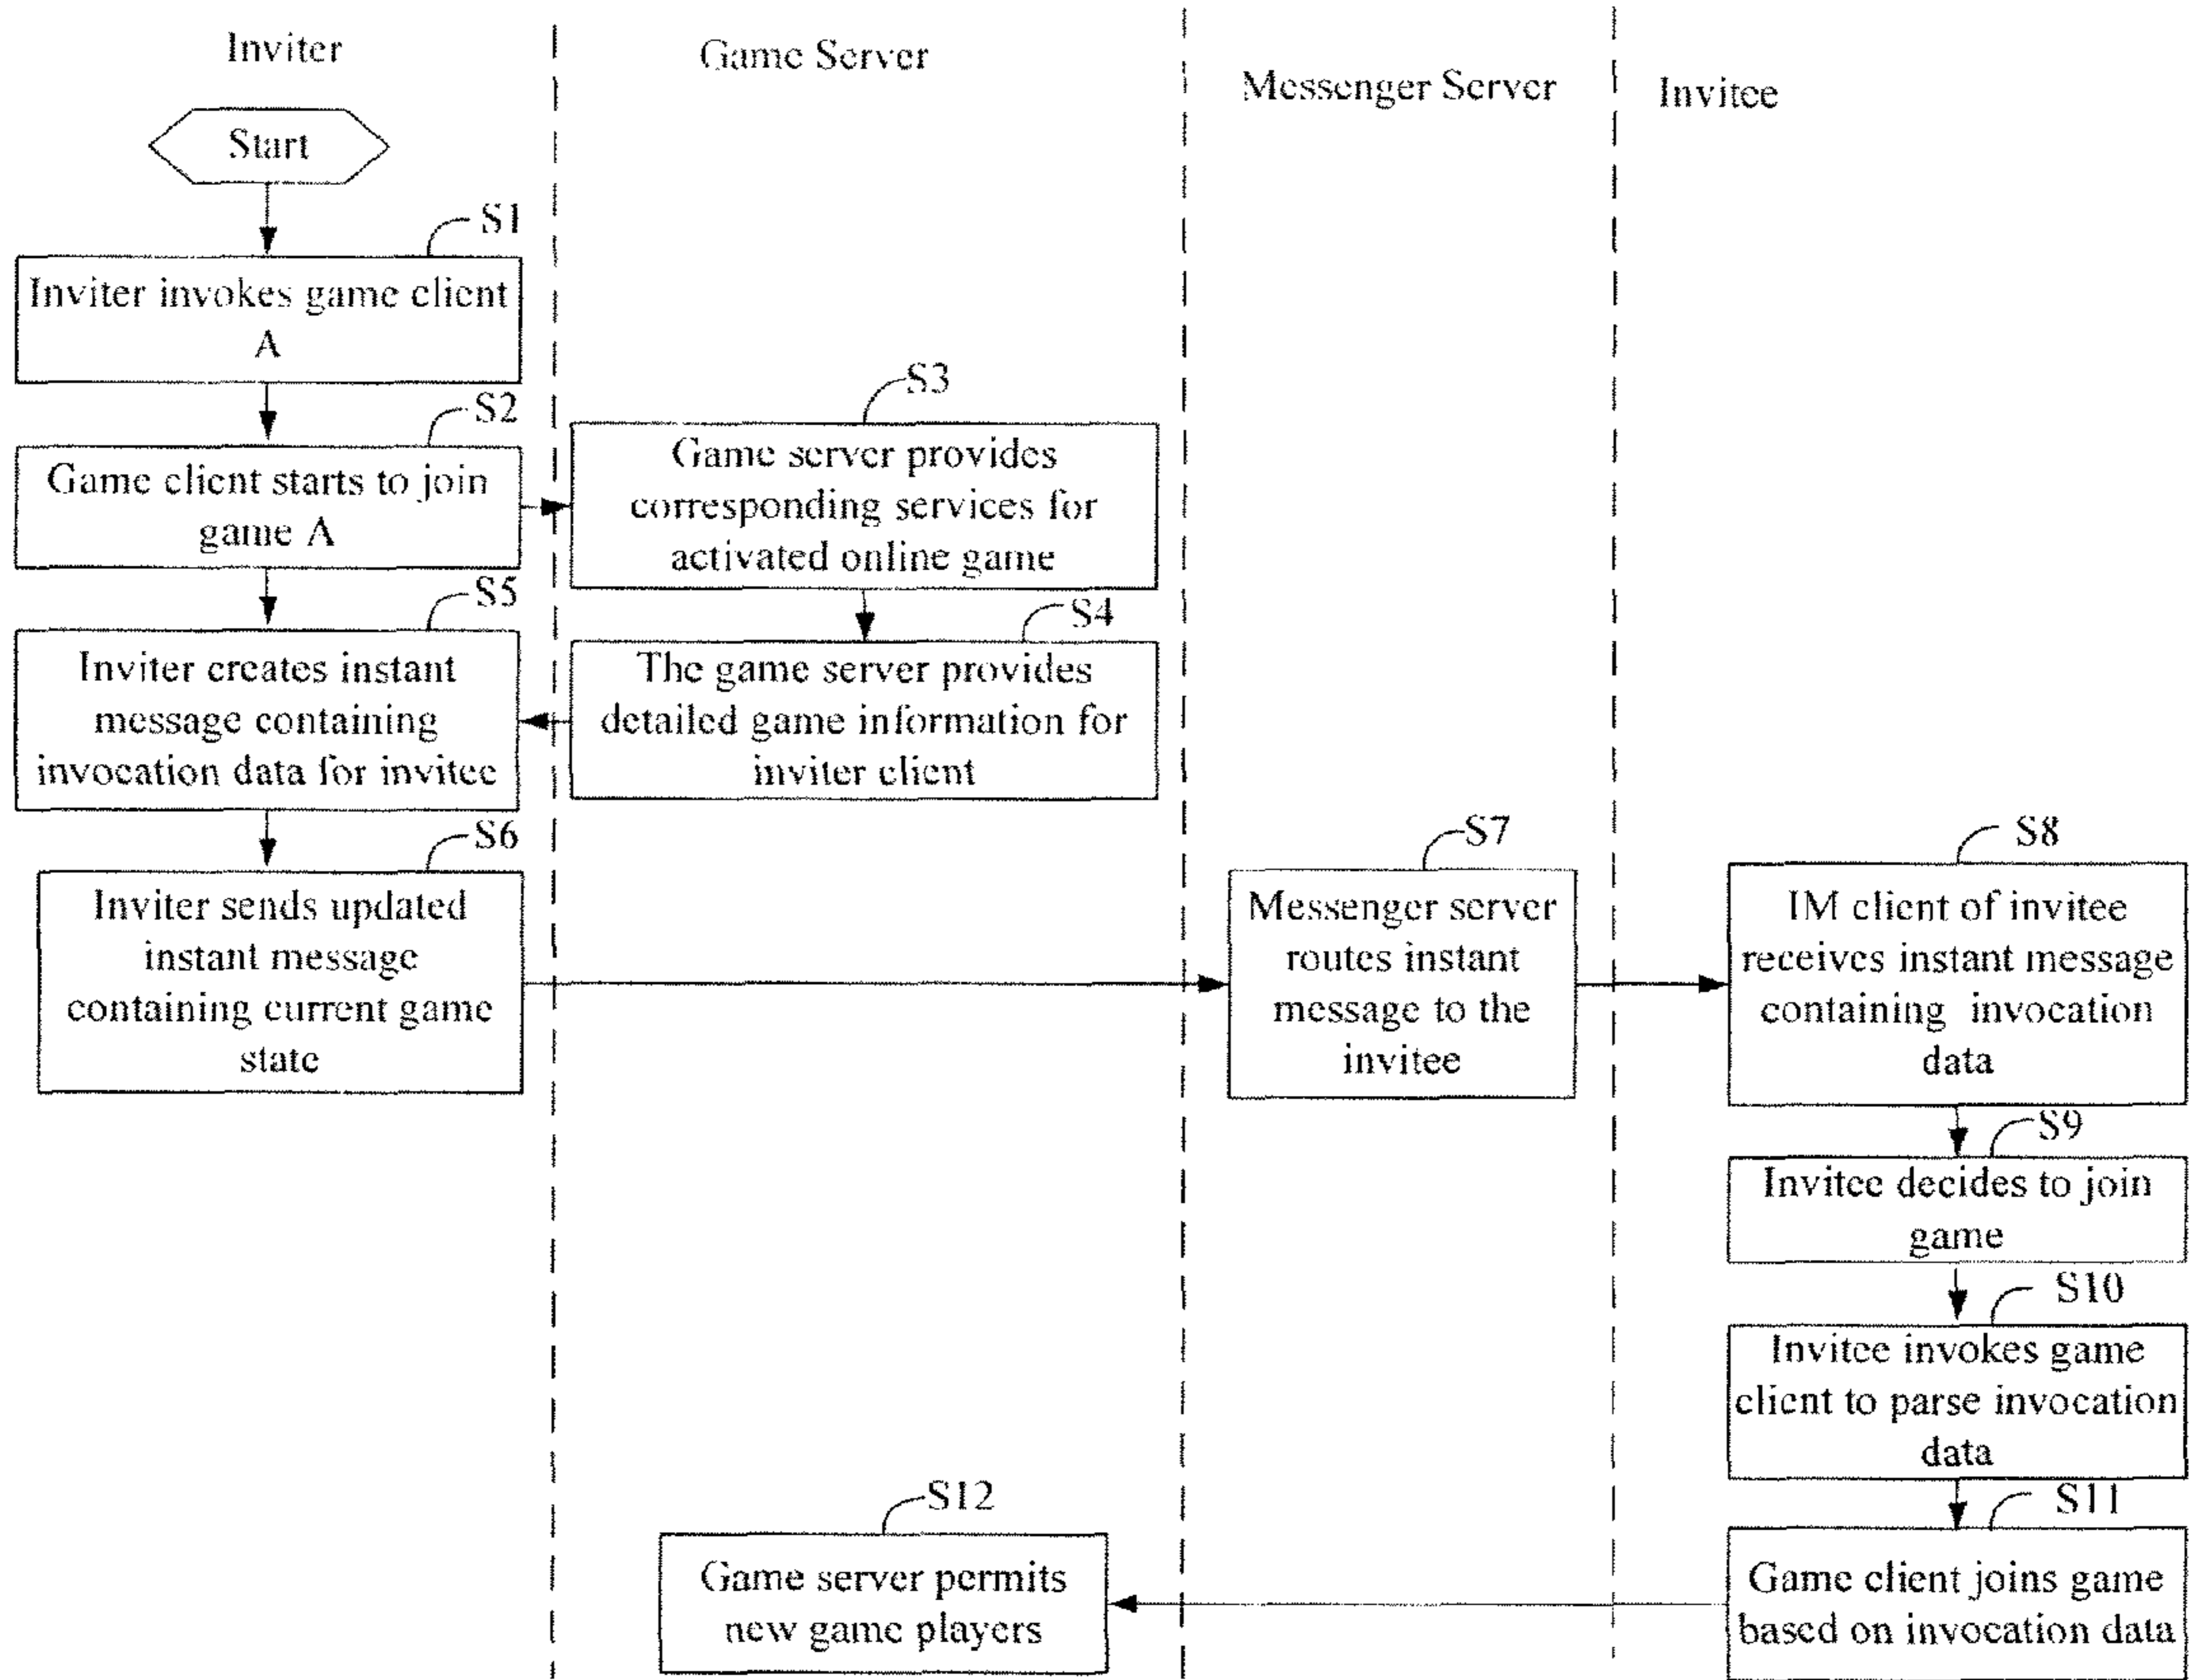 Inviter
Game Server
Messenger Server
Invitee
Start
S1
Inviter invokes game client
A
S2
Game client starts to join
game A
S3
Game server provides
corresponding services for
activated online game
S4
The game server provides
detailed game information for
inviter client
S5
Inviter creates instant
message containing
invocation data for invitee
S6
Inviter sends updated
instant message
containing current game
state
S7
Messenger server
routes instant
message to the
invitee
S8
IM client of invitee
receives instant message
containing invocation
data
S9
Invitee decides to join
game
S10
Invitee invokes game
client to parse invocation
data
S11
Game client joins game
based on invocation data
S12
Game server permits
new game players